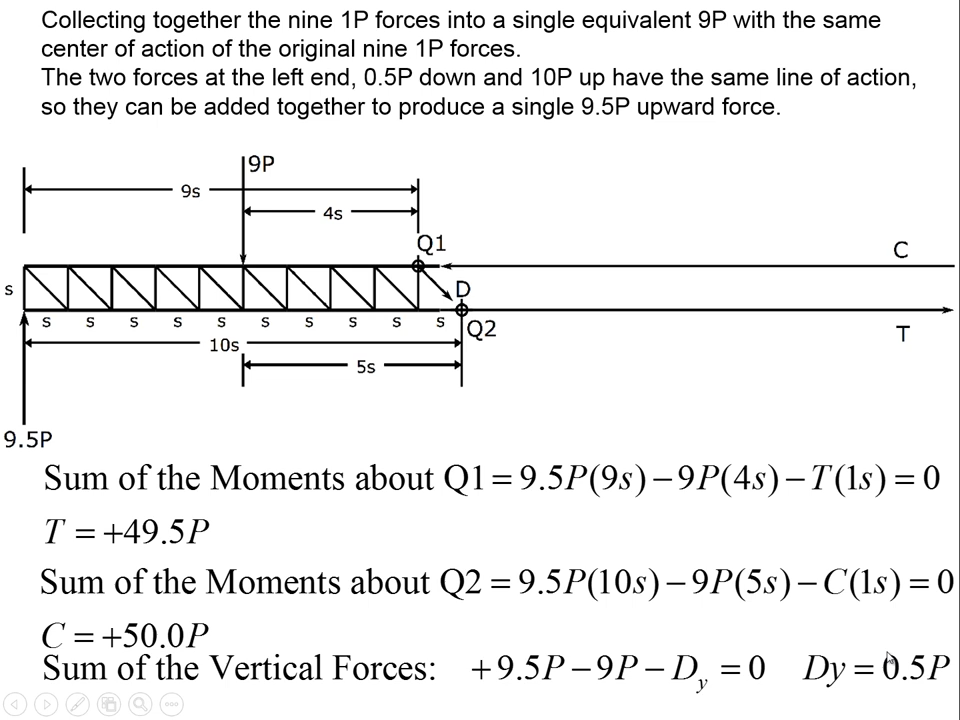 Collecting together the nine 1P forces into a single equivalent 9P with the same
center of action of the original nine 1P forces.
The two forces at the left end, 0.5P down and 10P up have the same line of action,
so they can be added together to produce a single 9.5P upward force.
9P
9s
4s
Q1
C
s
D
s s s s s s s s s s
Q2
T
10s
5s
9.5P
Sum of the Moments about Q1 = 9.5P(9s) − 9P(4s) − T(1s) = 0
T = +49.5P
Sum of the Moments about Q2 = 9.5P(10s) − 9P(5s) − C(1s) = 0
C = +50.0P
Sum of the Vertical Forces: +9.5P − 9P − D_y = 0 Dy = 0.5P